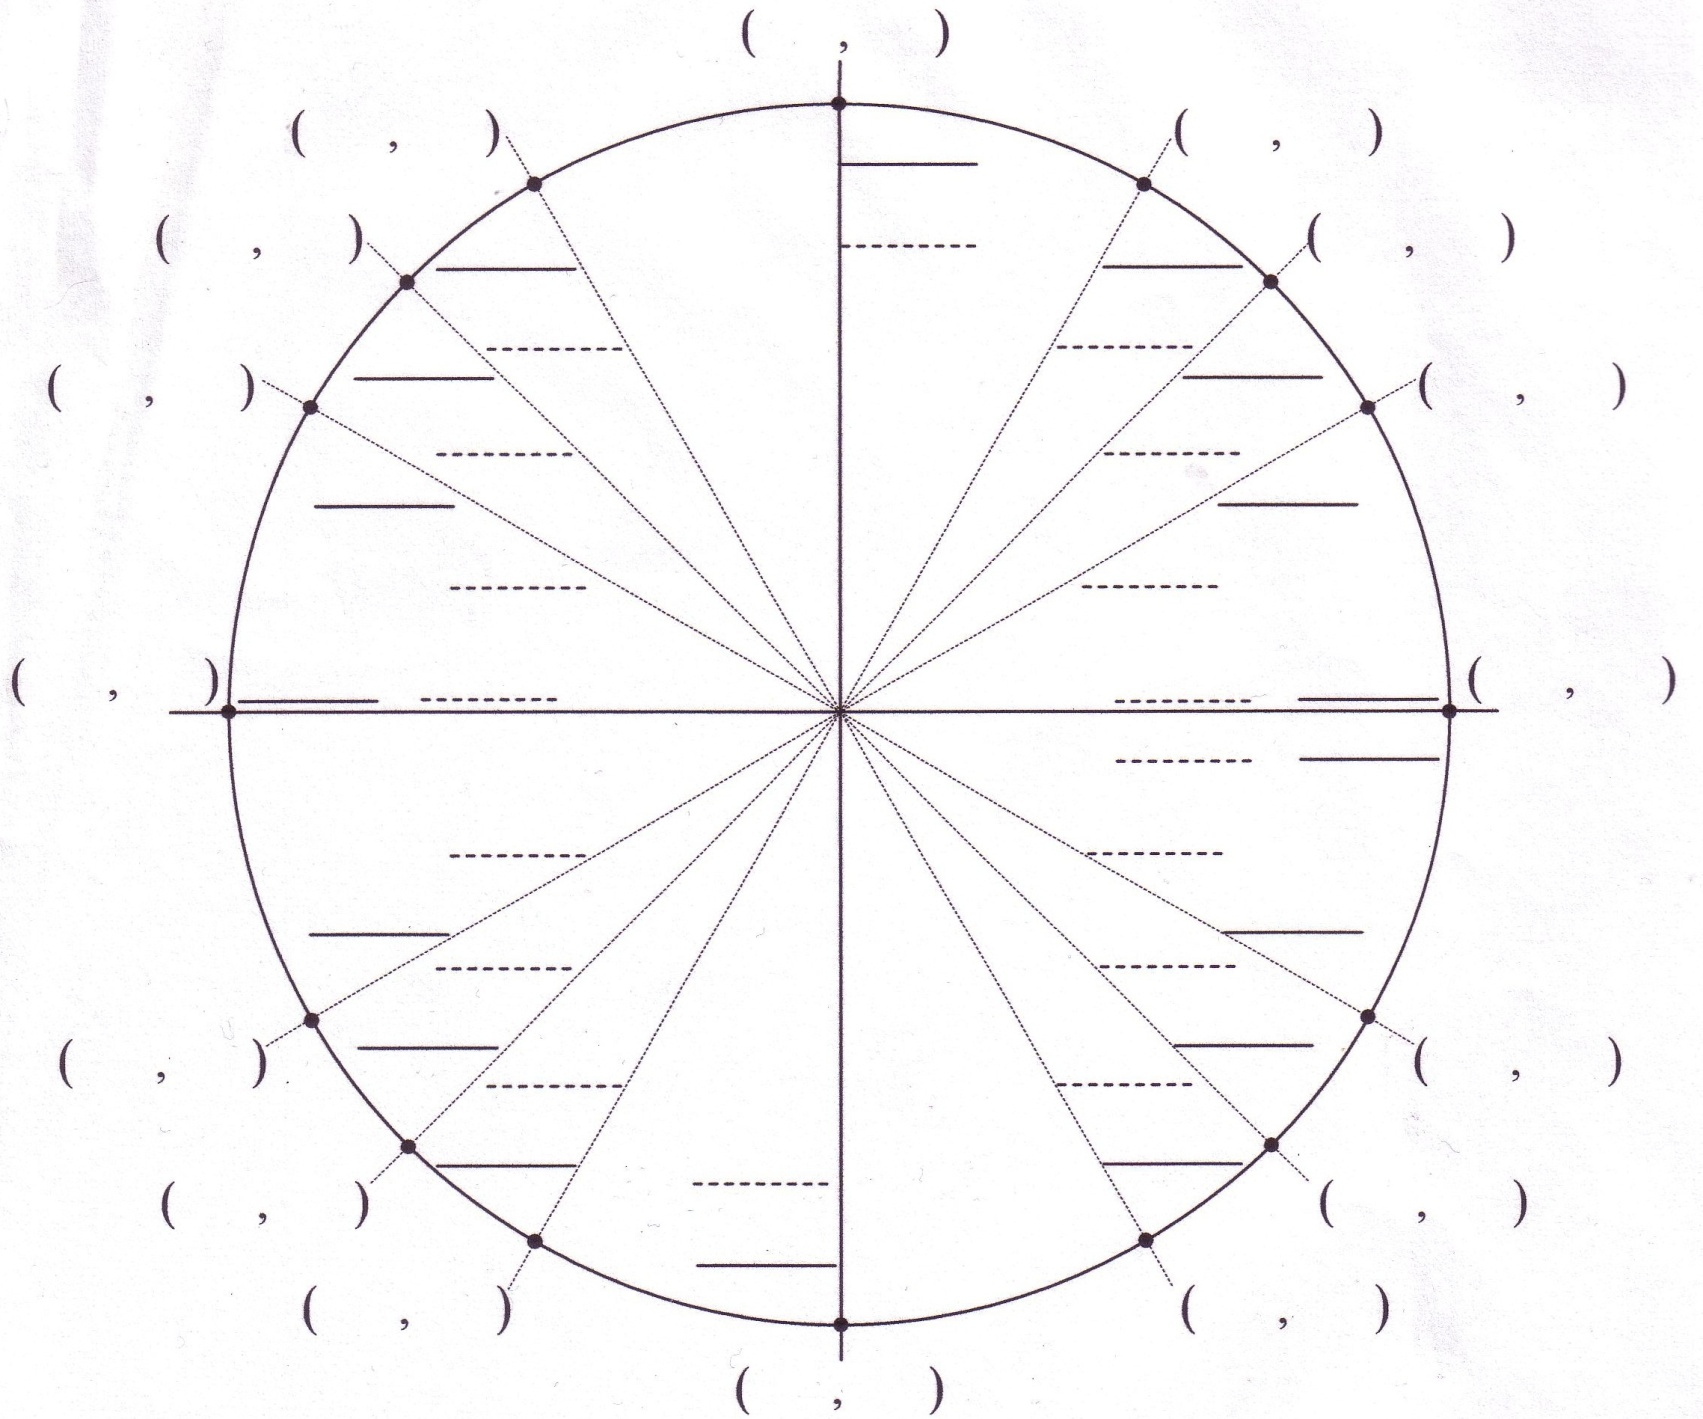 ( , )
( , ) ( , )
( , ) ( , )
( , ) ( , )
( , ) ( , )
( , ) ( , )
( , ) ( , )
( , ) ( , )
( , )